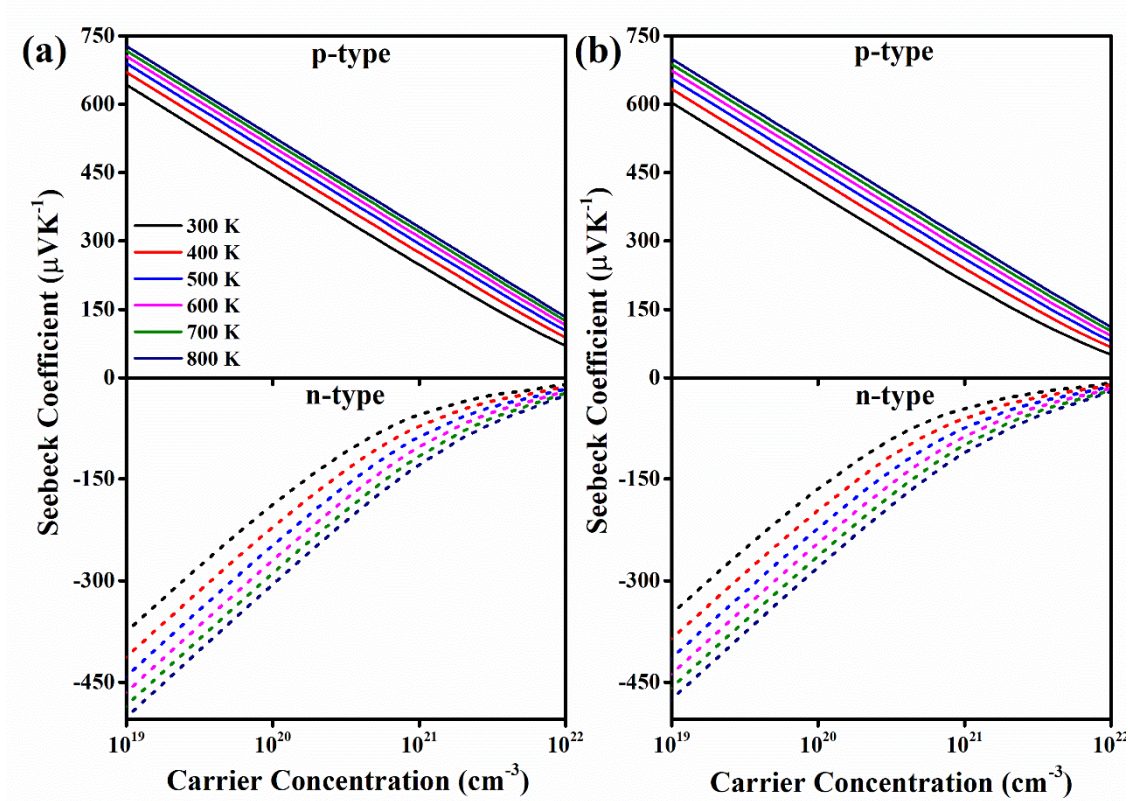 (a)
p-type
750
600
450
300
150
0
300 K
400 K
500 K
600 K
700 K
800 K
n-type
-150
-300
-450
Seebeck Coefficient (μVK⁻¹)
10¹⁹
10²⁰
10²¹
10²²
Carrier Concentration (cm⁻³)
(b)
p-type
750
600
450
300
150
0
n-type
-150
-300
-450
Seebeck Coefficient (μVK⁻¹)
10¹⁹
10²⁰
10²¹
10²²
Carrier Concentration (cm⁻³)